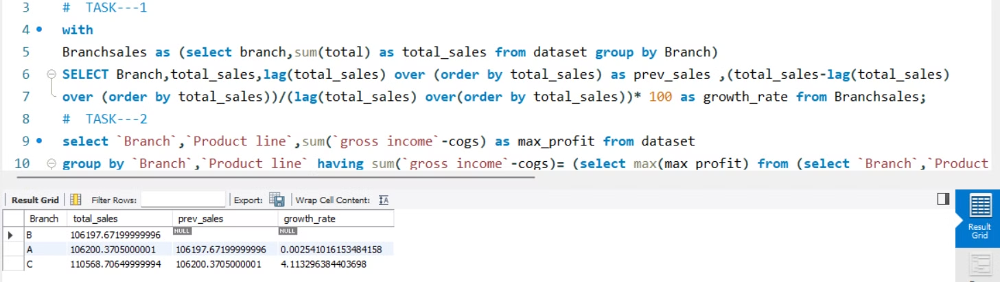 3 # TASK---1
4 with
5 Branchsales as (select branch,sum(total) as total_sales from dataset group by Branch)
6 SELECT Branch,total_sales,lag(total_sales) over (order by total_sales) as prev_sales ,(total_sales-lag(total_sales)
7 over (order by total_sales))/(lag(total_sales) over(order by total_sales))* 100 as growth_rate from Branchsales;
8 # TASK---2
9 select `Branch`,`Product line`,sum(`gross income`-cogs) as max_profit from dataset
10 group by `Branch`,`Product line` having sum(`gross income`-cogs)= (select max(max_profit) from (select `Branch`,`Product
Result Grid Filter Rows: Export: Wrap Cell Content:
Branch total_sales prev_sales growth_rate
B 106197.67199999996 NULL NULL
A 106200.3705000001 106197.67199999996 0.002541016153484158
C 110568.70649999994 106200.3705000001 4.113296384403698
Result
Grid